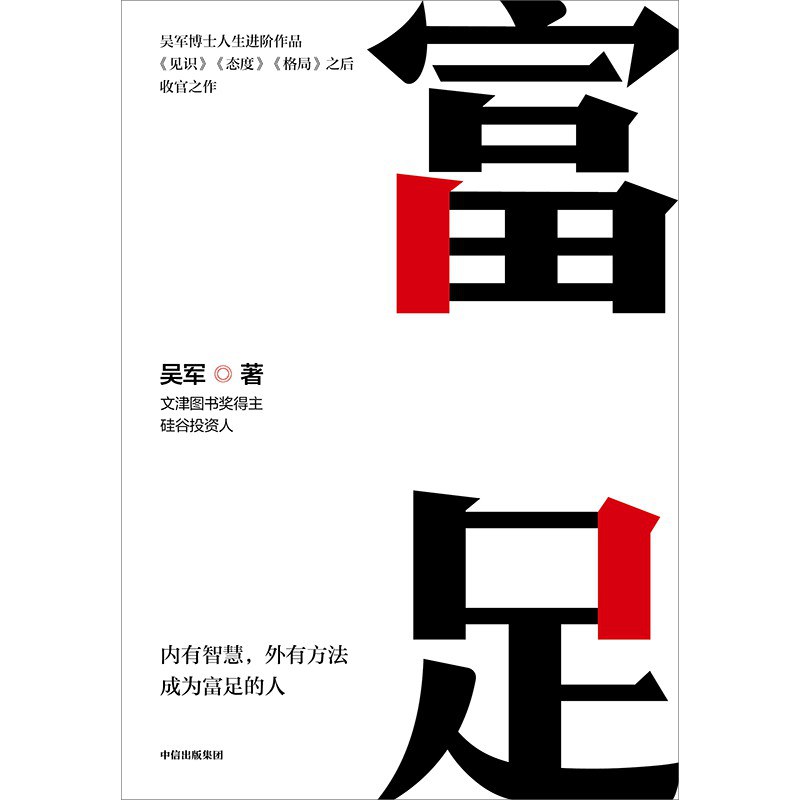 吴军博士人生进阶作品
《见识》《态度》《格局》之后
收官之作
富
足
吴军 ◎ 著
文津图书奖得主
硅谷投资人
内有智慧，外有方法
成为富足的人
中信出版集团